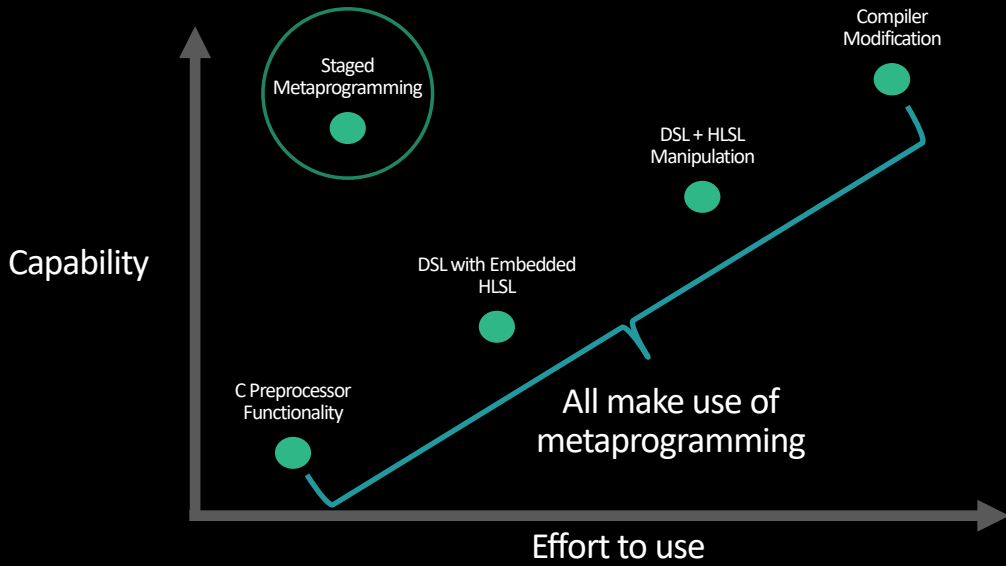 Compiler
Modification
Staged
Metaprogramming
DSL + HLSL
Manipulation
Capability
DSL with Embedded
HLSL
C Preprocessor
Functionality
All make use of
metaprogramming
Effort to use